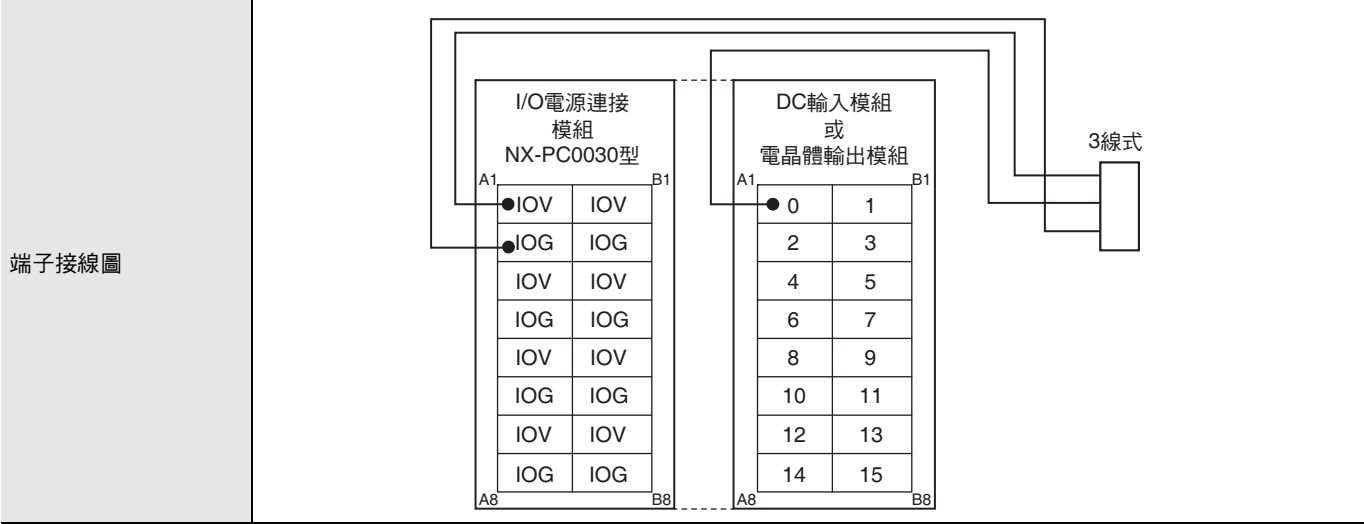 端子接線圖
I/O電源連接
模組
NX-PC0030型
A1
B1
IOV IOV
IOG IOG
IOV IOV
IOG IOG
IOV IOV
IOG IOG
IOV IOV
IOG IOG
A8
B8
DC輸入模組
或
電晶體輸出模組
A1
B1
0 1
2 3
4 5
6 7
8 9
10 11
12 13
14 15
A8
B8
3線式